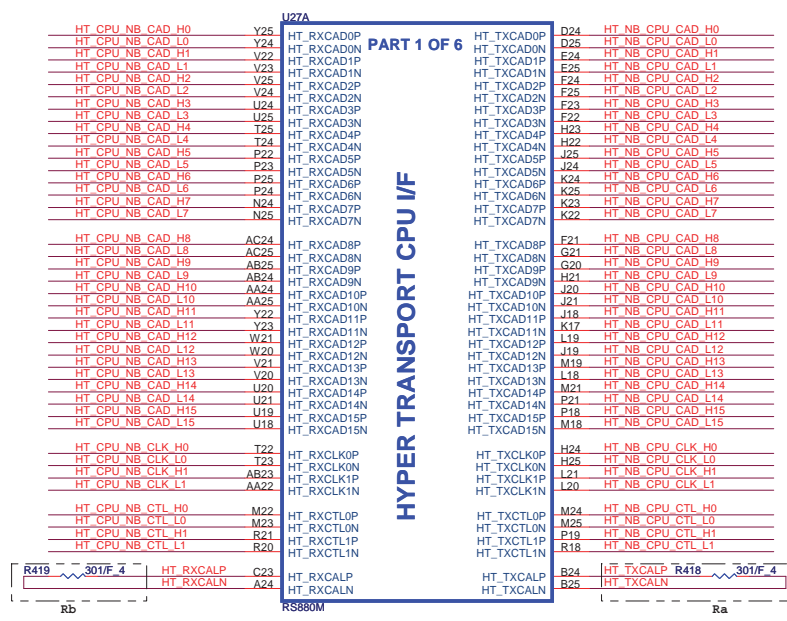 U27A
HT_CPU_NB_CAD_H0 Y25 HT_RXCAD0P PART 1 OF 6 HT_TXCAD0P D24 HT_NB_CPU_CAD_H0
HT_CPU_NB_CAD_L0 Y24 HT_RXCAD0N HT_TXCAD0N D25 HT_NB_CPU_CAD_L0
HT_CPU_NB_CAD_H1 V22 HT_RXCAD1P HT_TXCAD1P E24 HT_NB_CPU_CAD_H1
HT_CPU_NB_CAD_L1 V23 HT_RXCAD1N HT_TXCAD1N E25 HT_NB_CPU_CAD_L1
HT_CPU_NB_CAD_H2 V25 HT_RXCAD2P HT_TXCAD2P F24 HT_NB_CPU_CAD_H2
HT_CPU_NB_CAD_L2 V24 HT_RXCAD2N HT_TXCAD2N F25 HT_NB_CPU_CAD_L2
HT_CPU_NB_CAD_H3 U24 HT_RXCAD3P HT_TXCAD3P F23 HT_NB_CPU_CAD_H3
HT_CPU_NB_CAD_L3 U25 HT_RXCAD3N HT_TXCAD3N F22 HT_NB_CPU_CAD_L3
HT_CPU_NB_CAD_H4 T25 HT_RXCAD4P HT_TXCAD4P H23 HT_NB_CPU_CAD_H4
HT_CPU_NB_CAD_L4 T24 HT_RXCAD4N HT_TXCAD4N H22 HT_NB_CPU_CAD_L4
HT_CPU_NB_CAD_H5 P22 HT_RXCAD5P HT_TXCAD5P J25 HT_NB_CPU_CAD_H5
HT_CPU_NB_CAD_L5 P23 HT_RXCAD5N HT_TXCAD5N J24 HT_NB_CPU_CAD_L5
HT_CPU_NB_CAD_H6 P25 HT_RXCAD6P HT_TXCAD6P K24 HT_NB_CPU_CAD_H6
HT_CPU_NB_CAD_L6 P24 HT_RXCAD6N HT_TXCAD6N K25 HT_NB_CPU_CAD_L6
HT_CPU_NB_CAD_H7 N24 HT_RXCAD7P HT_TXCAD7P K23 HT_NB_CPU_CAD_H7
HT_CPU_NB_CAD_L7 N25 HT_RXCAD7N HT_TXCAD7N K22 HT_NB_CPU_CAD_L7
HT_CPU_NB_CAD_H8 AC24 HT_RXCAD8P HT_TXCAD8P F21 HT_NB_CPU_CAD_H8
HT_CPU_NB_CAD_L8 AC25 HT_RXCAD8N HT_TXCAD8N G21 HT_NB_CPU_CAD_L8
HT_CPU_NB_CAD_H9 AB25 HT_RXCAD9P HT_TXCAD9P G20 HT_NB_CPU_CAD_H9
HT_CPU_NB_CAD_L9 AB24 HT_RXCAD9N HT_TXCAD9N H21 HT_NB_CPU_CAD_L9
HT_CPU_NB_CAD_H10 AA24 HT_RXCAD10P HT_TXCAD10P J20 HT_NB_CPU_CAD_H10
HT_CPU_NB_CAD_L10 AA25 HT_RXCAD10N HT_TXCAD10N J21 HT_NB_CPU_CAD_L10
HT_CPU_NB_CAD_H11 Y22 HT_RXCAD11P HT_TXCAD11P J18 HT_NB_CPU_CAD_H11
HT_CPU_NB_CAD_L11 Y23 HT_RXCAD11N HT_TXCAD11N K17 HT_NB_CPU_CAD_L11
HT_CPU_NB_CAD_H12 W21 HT_RXCAD12P HT_TXCAD12P L19 HT_NB_CPU_CAD_H12
HT_CPU_NB_CAD_L12 W20 HT_RXCAD12N HT_TXCAD12N J19 HT_NB_CPU_CAD_L12
HT_CPU_NB_CAD_H13 V21 HT_RXCAD13P HT_TXCAD13P M19 HT_NB_CPU_CAD_H13
HT_CPU_NB_CAD_L13 V20 HT_RXCAD13N HT_TXCAD13N L18 HT_NB_CPU_CAD_L13
HT_CPU_NB_CAD_H14 U20 HT_RXCAD14P HT_TXCAD14P M21 HT_NB_CPU_CAD_H14
HT_CPU_NB_CAD_L14 U21 HT_RXCAD14N HT_TXCAD14N P21 HT_NB_CPU_CAD_L14
HT_CPU_NB_CAD_H15 U19 HT_RXCAD15P HT_TXCAD15P P18 HT_NB_CPU_CAD_H15
HT_CPU_NB_CAD_L15 U18 HT_RXCAD15N HT_TXCAD15N M18 HT_NB_CPU_CAD_L15
HYPER TRANSPORT CPU I/F
HT_CPU_NB_CLK_H0 T22 HT_RXCLK0P HT_TXCLK0P H24 HT_NB_CPU_CLK_H0
HT_CPU_NB_CLK_L0 T23 HT_RXCLK0N HT_TXCLK0N H25 HT_NB_CPU_CLK_L0
HT_CPU_NB_CLK_H1 AB23 HT_RXCLK1P HT_TXCLK1P L21 HT_NB_CPU_CLK_H1
HT_CPU_NB_CLK_L1 AA22 HT_RXCLK1N HT_TXCLK1N L20 HT_NB_CPU_CLK_L1
HT_CPU_NB_CTL_H0 M22 HT_RXCTL0P HT_TXCTL0P M24 HT_NB_CPU_CTL_H0
HT_CPU_NB_CTL_L0 M23 HT_RXCTL0N HT_TXCTL0N M25 HT_NB_CPU_CTL_L0
HT_CPU_NB_CTL_H1 R21 HT_RXCTL1P HT_TXCTL1P P19 HT_NB_CPU_CTL_H1
HT_CPU_NB_CTL_L1 R20 HT_RXCTL1N HT_TXCTL1N R18 HT_NB_CPU_CTL_L1
R419 301/F_4 HT_RXCALP C23 HT_RXCALP HT_TXCALP B24 HT_TXCALP R418 301/F_4
HT_RXCALN A24 HT_RXCALN HT_TXCALN B25 HT_TXCALN
Rb RS880M Ra